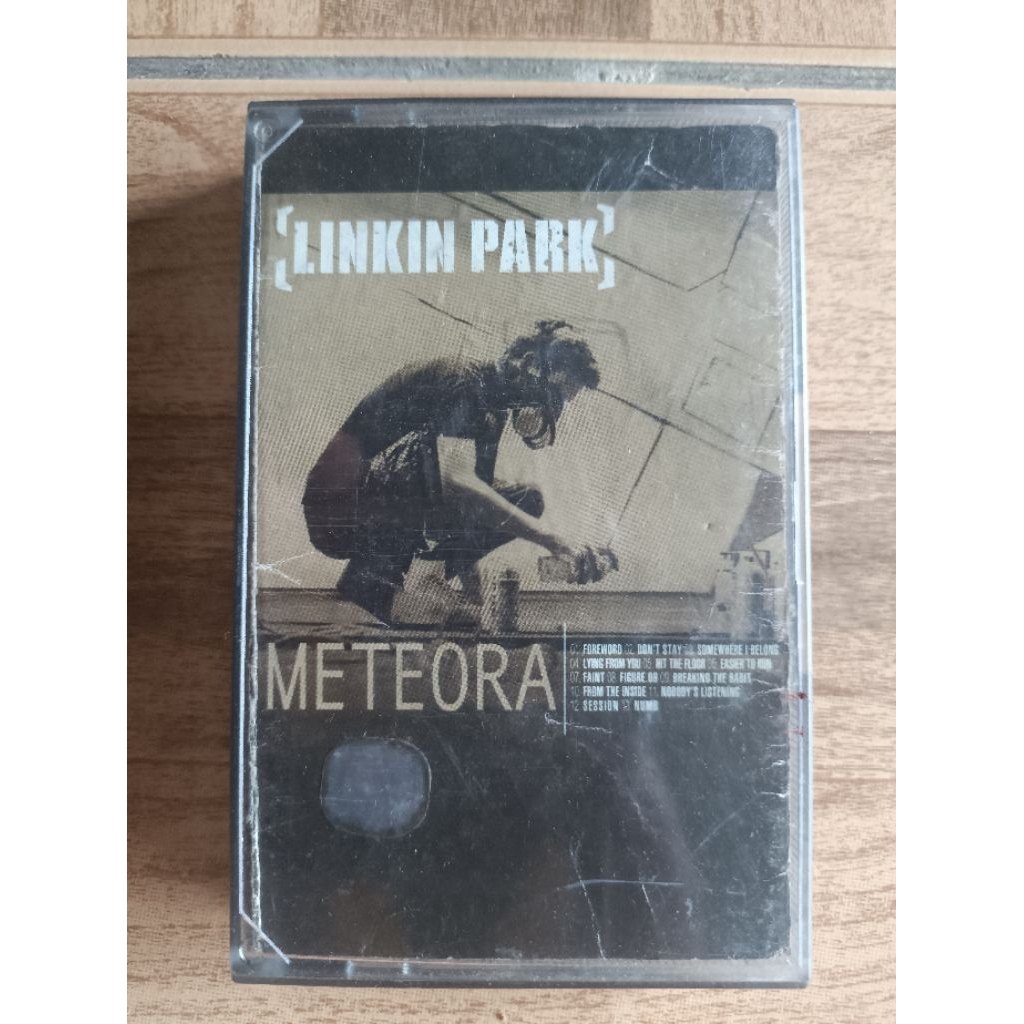 [LINKIN PARK]
METEORA
01. FOREWORD 02. DON'T STAY 03. SOMEWHERE I BELONG
04. LYING FROM YOU 05. HIT THE FLOOR 06. EASIER TO RUN
07. FAINT 08. FIGURE.09 09. BREAKING THE HABIT
10. FROM THE INSIDE 11. NOBODY'S LISTENING
12. SESSION 13. NUMB